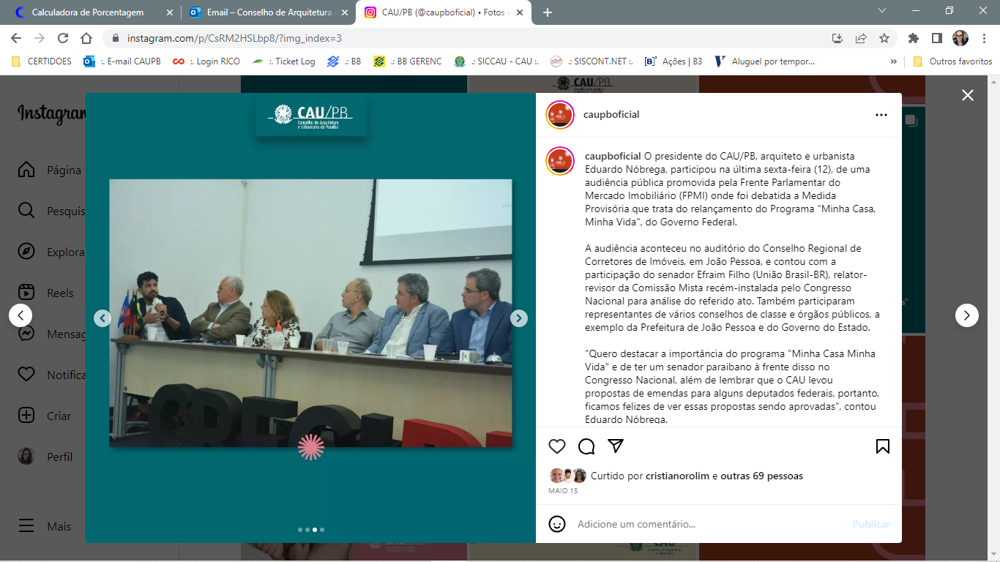 Calculadora de Porcentagem
Email – Conselho de Arquitetura
CAU/PB (@caupboficial) • Fotos e
instagram.com/p/CsRM2HSLbp8/?img_index=3
CERTIDOES
:. E-mail CAUPB
:. Login RICO
:. Ticket Log
.: BB
.: BB GERENC
.: SICCAU - CAU :.
.: SISCONT.NET :.
Ações | B3
Aluguel por tempor...
»
Outros favoritos
CAU/PB
Instagram
Página
Pesquis
Explora
Reels
Mensag
Notifica
Criar
Perfil
Mais
CAU/PB
Conselho de Arquitetura
e Urbanismo da Paraíba
CRECI
caupboficial
caupboficial O presidente do CAU/PB, arquiteto e urbanista
Eduardo Nóbrega, participou na última sexta-feira (12), de uma
audiência pública promovida pela Frente Parlamentar do
Mercado Imobiliário (FPMI) onde foi debatida a Medida
Provisória que trata do relançamento do Programa "Minha Casa,
Minha Vida", do Governo Federal.
A audiência aconteceu no auditório do Conselho Regional de
Corretores de Imóveis, em João Pessoa, e contou com a
participação do senador Efraim Filho (União Brasil-BR), relator-
revisor da Comissão Mista recém-instalada pelo Congresso
Nacional para análise do referido ato. Também participaram
representantes de vários conselhos de classe e órgãos públicos, a
exemplo da Prefeitura de João Pessoa e do Governo do Estado.
"Quero destacar a importância do programa "Minha Casa Minha
Vida" e de ter um senador paraibano à frente disso no
Congresso Nacional, além de lembrar que o CAU levou
propostas de emendas para alguns deputados federais, portanto,
ficamos felizes de ver essas propostas sendo aprovadas", contou
Eduardo Nóbrega.
Curtido por cristianorolim e outras 69 pessoas
MAIO 15
Adicione um comentário...
Publicar
CAU